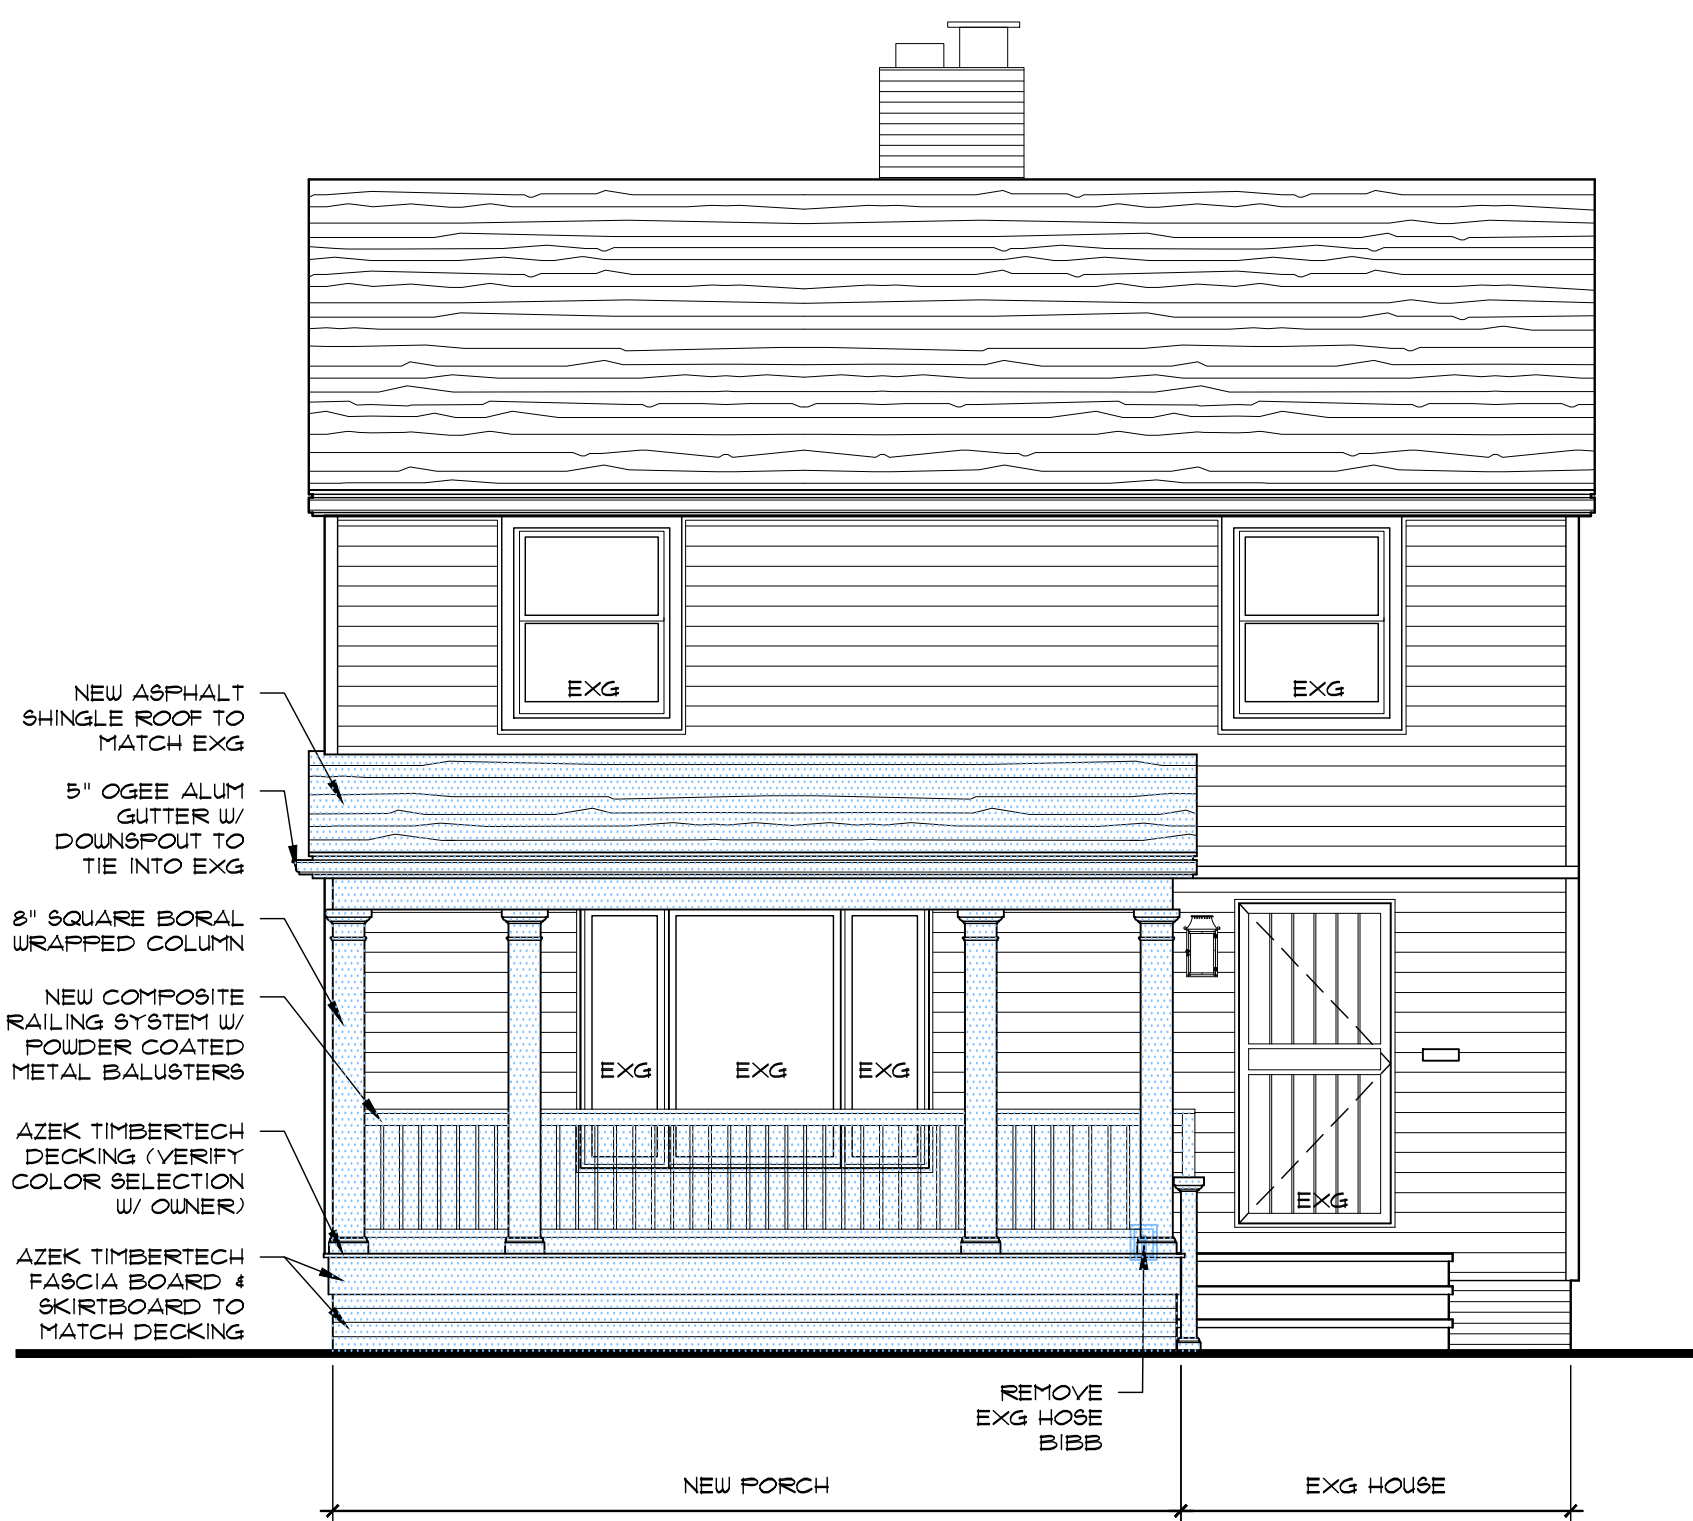 EXG
EXG
NEW ASPHALT
SHINGLE ROOF TO
MATCH EXG
5" OGEE ALUM
GUTTER W/
DOWNSPOUT TO
TIE INTO EXG
8" SQUARE BORAL
WRAPPED COLUMN
NEW COMPOSITE
RAILING SYSTEM W/
POWDER COATED
METAL BALUSTERS
EXG
EXG
EXG
AZEK TIMBERTECH
DECKING (VERIFY
COLOR SELECTION
W/ OWNER)
EXG
AZEK TIMBERTECH
FASCIA BOARD &
SKIRTBOARD TO
MATCH DECKING
REMOVE
EXG HOSE
BIBB
NEW PORCH
EXG HOUSE